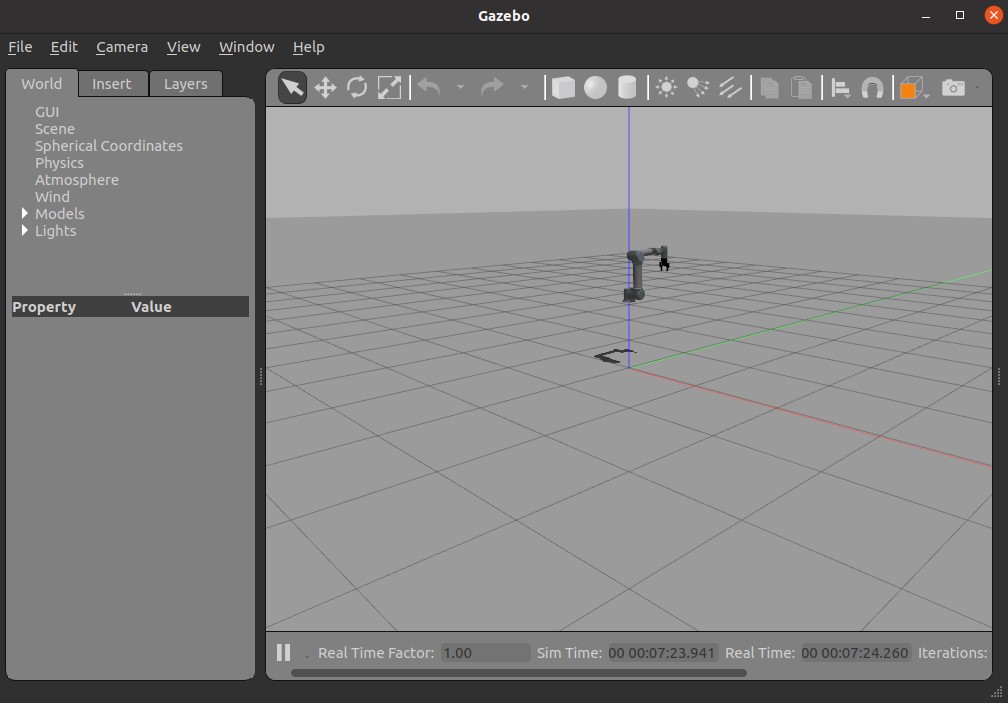 Gazebo
File Edit Camera View Window Help
World Insert Layers
GUI
Scene
Spherical Coordinates
Physics
Atmosphere
Wind
Models
Lights
Property Value
Real Time Factor: 1.00 Sim Time: 00 00:07:23.941 Real Time: 00 00:07:24.260 Iterations: